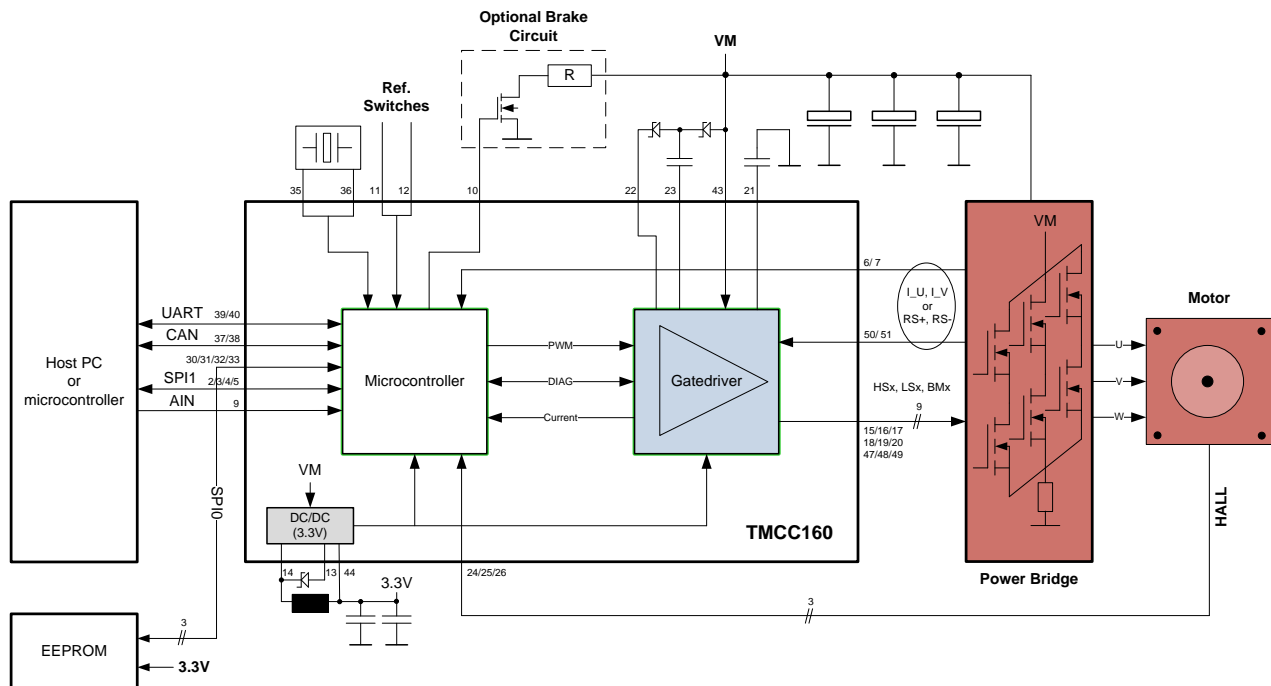 Optional Brake
Circuit
VM
R
Ref.
Switches
35
36
11
12
10
22
23
43
21
Host PC
or
microcontroller
UART
39/40
CAN
37/38
30/31/32/33
SPI1
2/3/4/5
AIN
9
Microcontroller
PWM
DIAG
Current
Gatedriver
6/ 7
I_U, I_V
or
RS+, RS-
50/ 51
HSx, LSx, BMx
9
15/16/17
18/19/20
47/48/49
VM
Power Bridge
U
V
W
Motor
HALL
VM
DC/DC
(3.3V)
TMCC160
14
13
44
24/25/26
3.3V
3
SPI0
EEPROM
3
3.3V